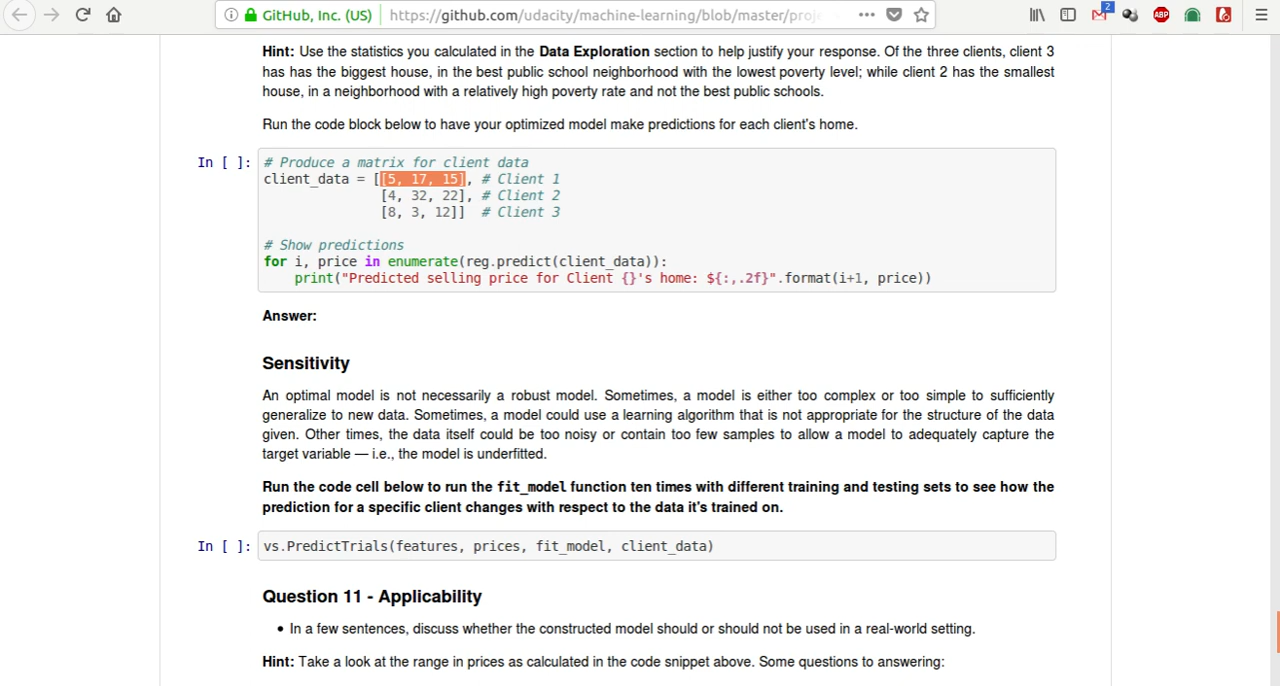 GitHub, Inc. (US) https://github.com/udacity/machine-learning/blob/master/proj 2 ABP
Hint: Use the statistics you calculated in the Data Exploration section to help justify your response. Of the three clients, client 3
has has the biggest house, in the best public school neighborhood with the lowest poverty level; while client 2 has the smallest
house, in a neighborhood with a relatively high poverty rate and not the best public schools.
Run the code block below to have your optimized model make predictions for each client's home.
In [ ]: # Produce a matrix for client data
client_data = [[5, 17, 15], # Client 1
[4, 32, 22], # Client 2
[8, 3, 12]] # Client 3
# Show predictions
for i, price in enumerate(reg.predict(client_data)):
print("Predicted selling price for Client {}'s home: ${:,.2f}".format(i+1, price))
Answer:
Sensitivity
An optimal model is not necessarily a robust model. Sometimes, a model is either too complex or too simple to sufficiently
generalize to new data. Sometimes, a model could use a learning algorithm that is not appropriate for the structure of the data
given. Other times, the data itself could be too noisy or contain too few samples to allow a model to adequately capture the
target variable — i.e., the model is underfitted.
Run the code cell below to run the fit_model function ten times with different training and testing sets to see how the
prediction for a specific client changes with respect to the data it's trained on.
In [ ]: vs.PredictTrials(features, prices, fit_model, client_data)
Question 11 - Applicability
• In a few sentences, discuss whether the constructed model should or should not be used in a real-world setting.
Hint: Take a look at the range in prices as calculated in the code snippet above. Some questions to answering: